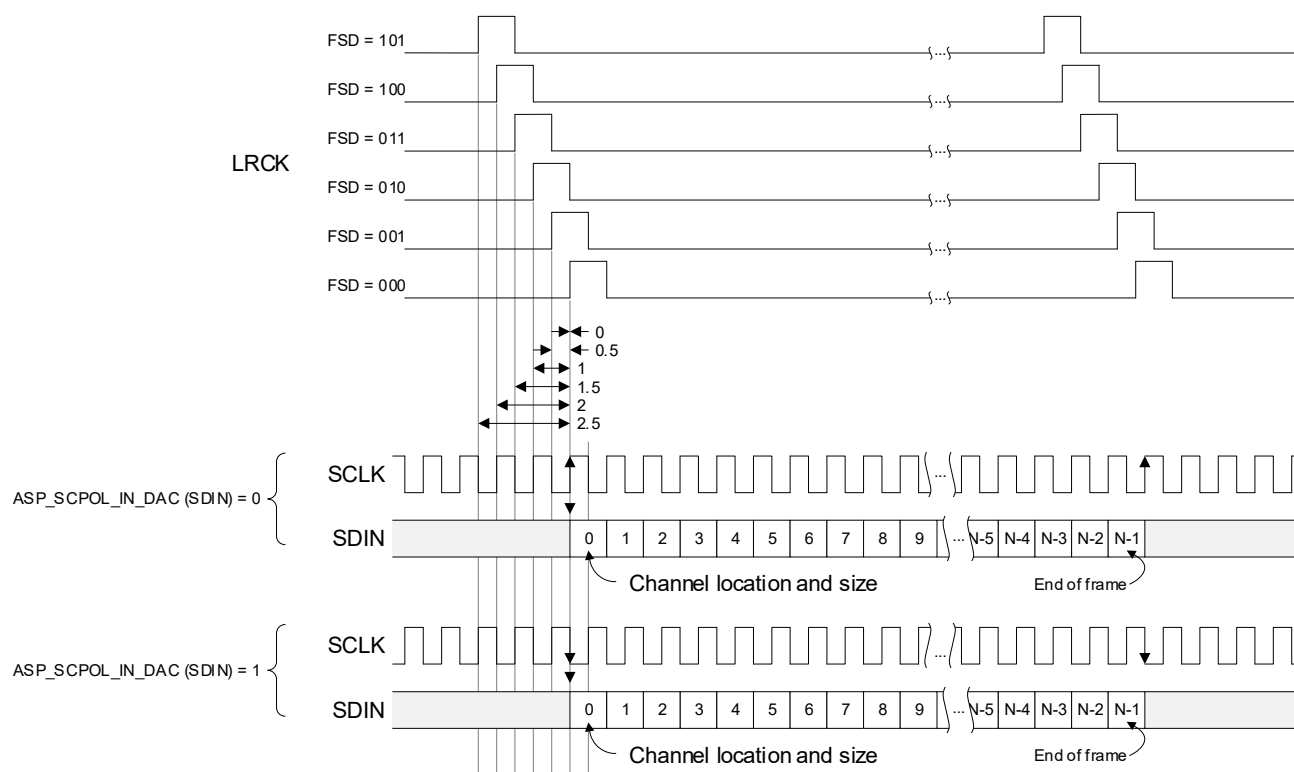 FSD = 101
...
FSD = 100
...
FSD = 011
...
LRCK
FSD = 010
...
FSD = 001
...
FSD = 000
...
0
0.5
1
1.5
2
2.5
SCLK
...
ASP_SCPOL_IN_DAC (SDIN) = 0
SDIN
0 1 2 3 4 5 6 7 8 9 ... N-5 N-4 N-3 N-2 N-1
Channel location and size
End of frame
SCLK
...
ASP_SCPOL_IN_DAC (SDIN) = 1
SDIN
0 1 2 3 4 5 6 7 8 9 ... N-5 N-4 N-3 N-2 N-1
Channel location and size
End of frame